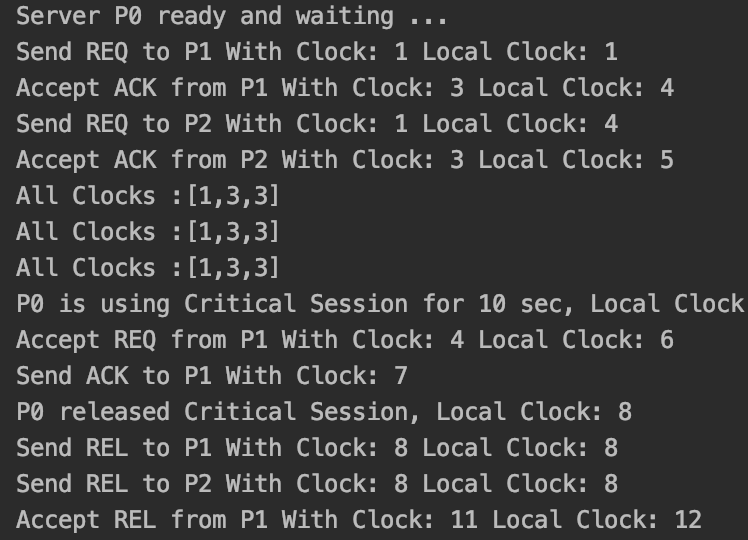 Server P0 ready and waiting ...
Send REQ to P1 With Clock: 1 Local Clock: 1
Accept ACK from P1 With Clock: 3 Local Clock: 4
Send REQ to P2 With Clock: 1 Local Clock: 4
Accept ACK from P2 With Clock: 3 Local Clock: 5
All Clocks :[1,3,3]
All Clocks :[1,3,3]
All Clocks :[1,3,3]
P0 is using Critical Session for 10 sec, Local Clock
Accept REQ from P1 With Clock: 4 Local Clock: 6
Send ACK to P1 With Clock: 7
P0 released Critical Session, Local Clock: 8
Send REL to P1 With Clock: 8 Local Clock: 8
Send REL to P2 With Clock: 8 Local Clock: 8
Accept REL from P1 With Clock: 11 Local Clock: 12